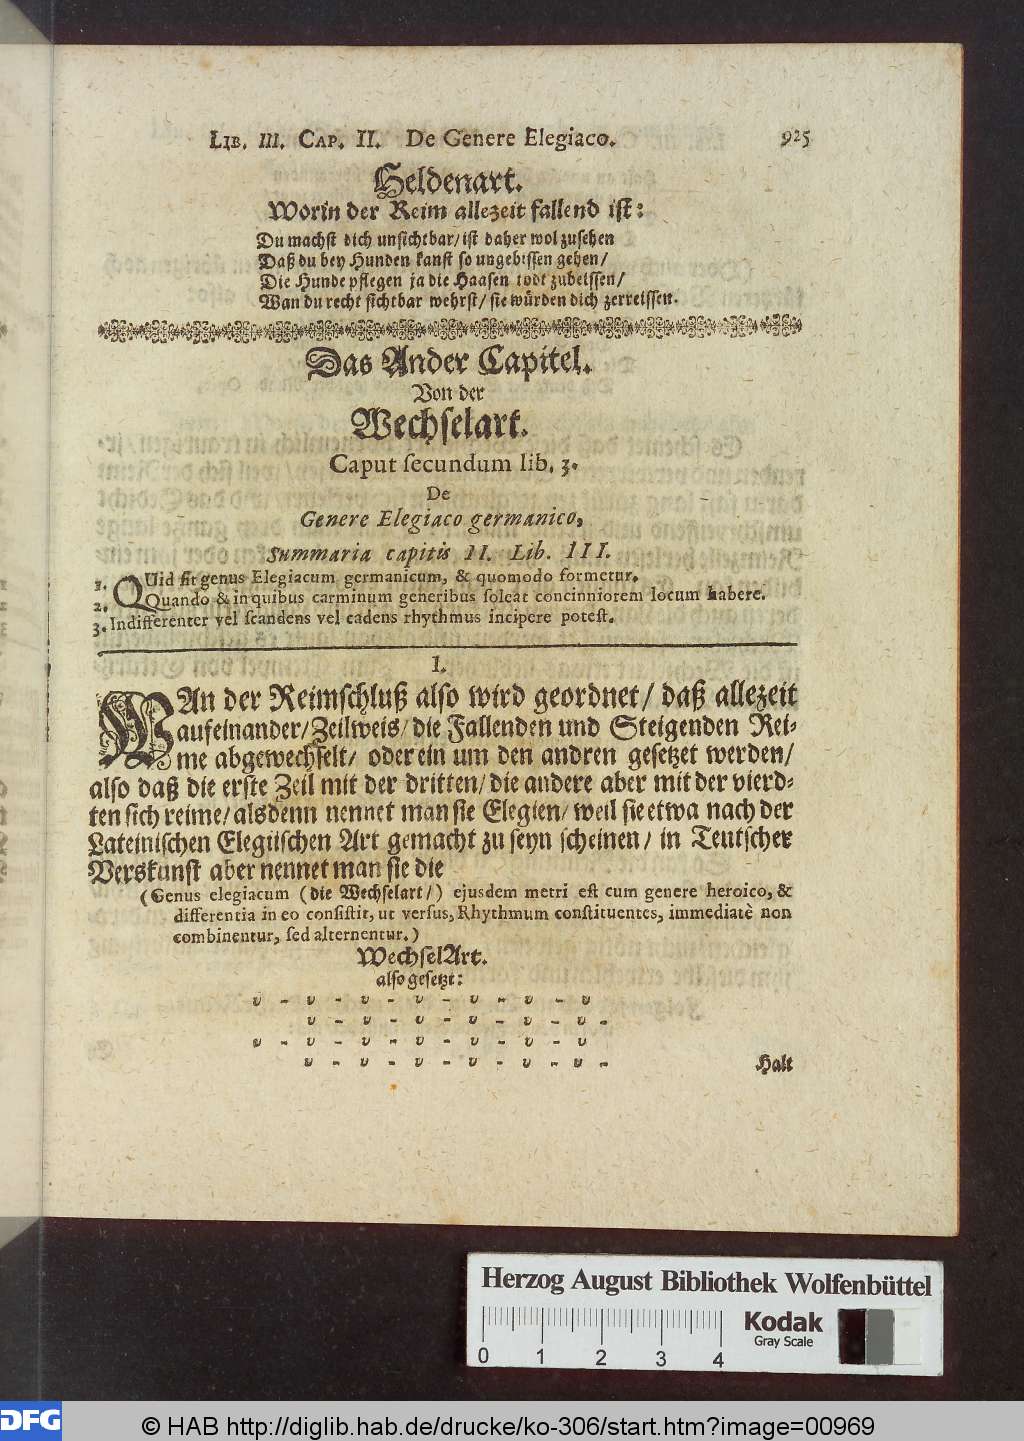 LIB. III. CAP. II. De Genere Elegiaco. 925
Heldenart.
Worin der Reim allezeit fallend ist:
Du machst dich unsichtbar/ ist daher wol zusehen
Daß du bey Hunden kanst so ungebissen gehen/
Die Hunde pflegen ja die Haasen todt zubeissen/
Wan du recht sichtbar wehrst/ sie würden dich zerreissen.
Das Ander Capitel.
Von der
Wechselart.
Caput secundum lib. 3.
De
Genere Elegiaco germanico,
Summaria capitis II. Lib. III.
1. QUid sit genus Elegiacum germanicum, & quomodo formetur.
2. Quando & in quibus carminum generibus soleat concinniorem locum habere.
3. Indifferenter vel scandens vel cadens rhythmus incipere potest.
I.
WAn der Reimschluß also wird geordnet/ daß allezeit
aufeinander/ Zeilweis/ die Fallenden und Steigenden Rei-
me abgewechselt/ oder ein um den andren gesetzet werden/
also daß die erste Zeil mit der dritten/ die andere aber mit der vierd-
ten sich reime/ alsdenn nennet man sie Elegien/ weil sie etwa nach der
Lateinischen Elegiischen Art gemacht zu seyn scheinen/ in Teutscher
Verskunst aber nennet man sie die
(Genus elegiacum (die Wechselart/) ejusdem metri est cum genere heroico, &
differentia in eo consistit, ut versus, Rhythmum constituentes, immediatè non
combinentur, sed alternentur.)
WechselArt.
also gesetzt:
υ - υ - υ - υ - υ - υ - υ
υ - υ - υ - υ - υ - υ -
υ - υ - υ - υ - υ - υ - υ
υ - υ - υ - υ - υ - υ -
Halt
Herzog August Bibliothek Wolfenbüttel
Kodak
Gray Scale
0 1 2 3 4
DFG
© HAB http://diglib.hab.de/drucke/ko-306/start.htm?image=00969